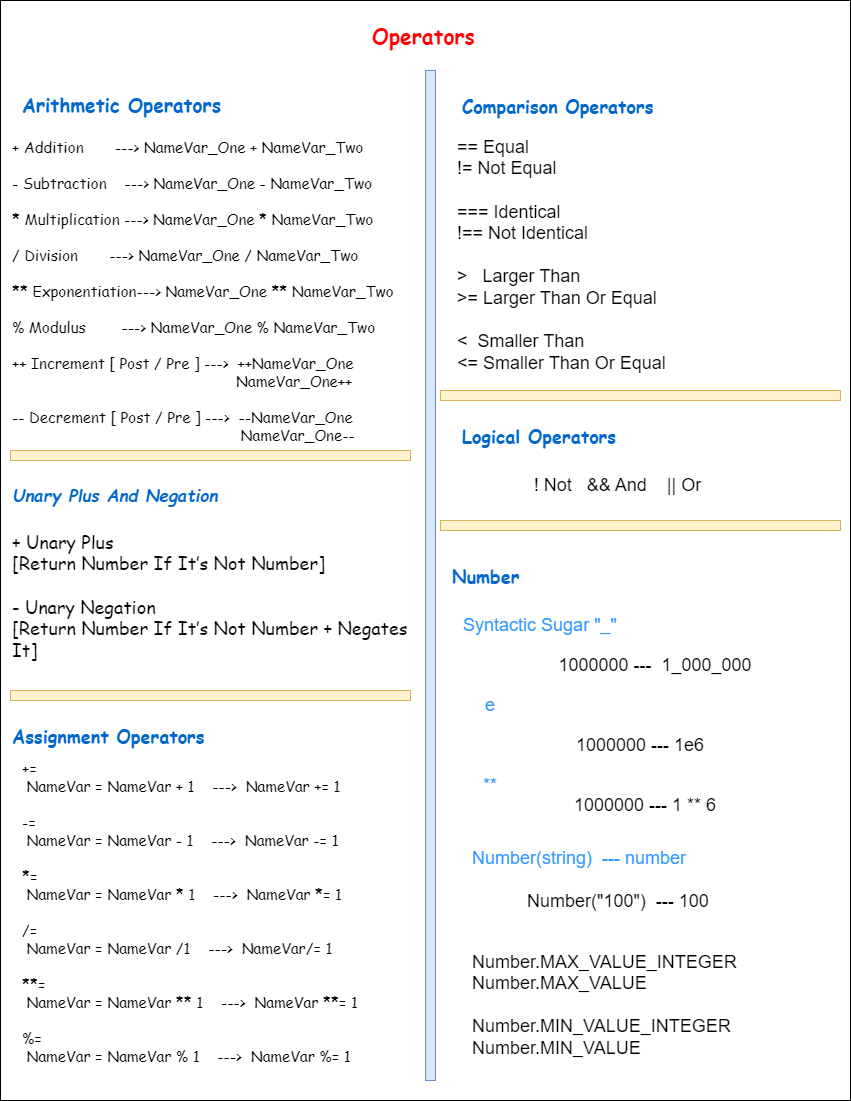 Operators
Arithmetic Operators
+ Addition ---> NameVar_One + NameVar_Two
- Subtraction ---> NameVar_One - NameVar_Two
* Multiplication ---> NameVar_One * NameVar_Two
/ Division ---> NameVar_One / NameVar_Two
** Exponentiation---> NameVar_One ** NameVar_Two
% Modulus ---> NameVar_One % NameVar_Two
++ Increment [ Post / Pre ] ---> ++NameVar_One
NameVar_One++
-- Decrement [ Post / Pre ] ---> --NameVar_One
NameVar_One--
Unary Plus And Negation
+ Unary Plus
[Return Number If It's Not Number]
- Unary Negation
[Return Number If It's Not Number + Negates
It]
Assignment Operators
+=
NameVar = NameVar + 1 ---> NameVar += 1
-=
NameVar = NameVar - 1 ---> NameVar -= 1
*=
NameVar = NameVar * 1 ---> NameVar *= 1
/=
NameVar = NameVar /1 ---> NameVar/= 1
**=
NameVar = NameVar ** 1 ---> NameVar **= 1
%=
NameVar = NameVar % 1 ---> NameVar %= 1
Comparison Operators
== Equal
!= Not Equal
=== Identical
!== Not Identical
> Larger Than
>= Larger Than Or Equal
< Smaller Than
<= Smaller Than Or Equal
Logical Operators
! Not && And || Or
Number
Syntactic Sugar "_"
1000000 --- 1_000_000
e
1000000 --- 1e6
**
1000000 --- 1 ** 6
Number(string) --- number
Number("100") --- 100
Number.MAX_VALUE_INTEGER
Number.MAX_VALUE
Number.MIN_VALUE_INTEGER
Number.MIN_VALUE